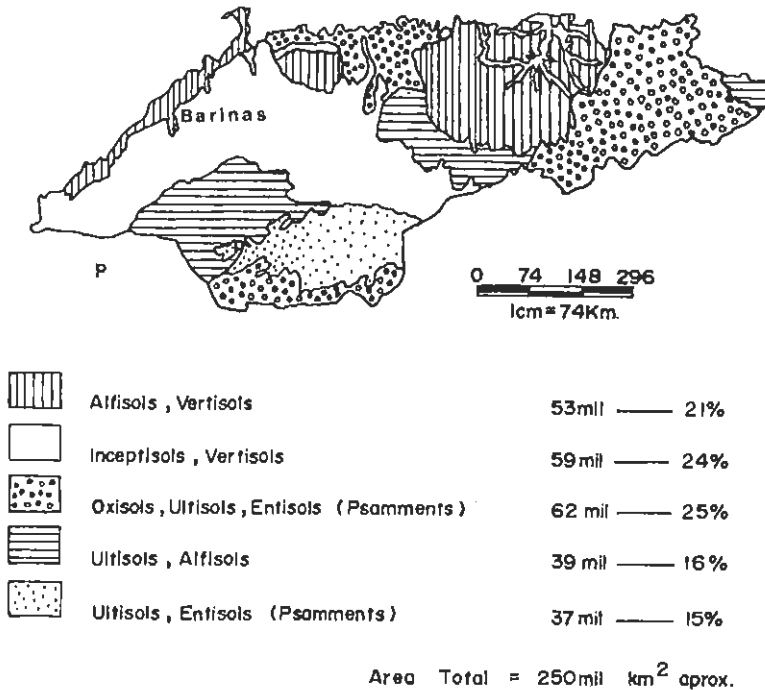 Barinas
P
0 74 148 296
1cm=74Km.
Alfisols, Vertisols 53mil — 21%
Inceptisols, Vertisols 59mil — 24%
Oxisols, Ultisols, Entisols (Psamments) 62 mil — 25%
Ultisols, Alfisols 39 mil — 16%
Ultisols, Entisols (Psamments) 37 mil — 15%
Area Total = 250mil km² aprox.